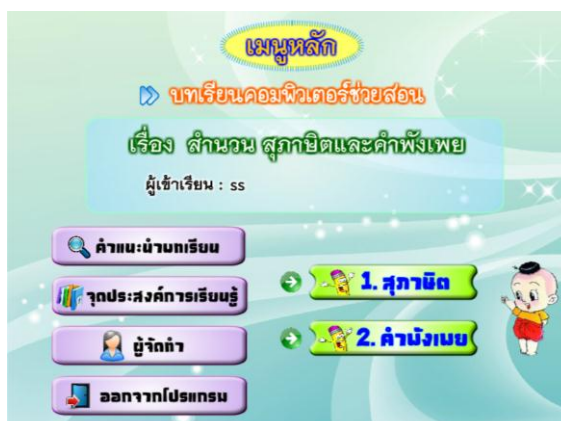 เมนูหลัก
บทเรียนคอมพิวเตอร์ช่วยสอน
เรื่อง สำนวน สุภาษิตและคำพังเพย
ผู้เข้าเรียน : ss
คำแนะนำบทเรียน
จุดประสงค์การเรียนรู้
ผู้จัดทำ
ออกจากโปรแกรม
1. สุภาษิต
2. คำพังเพย